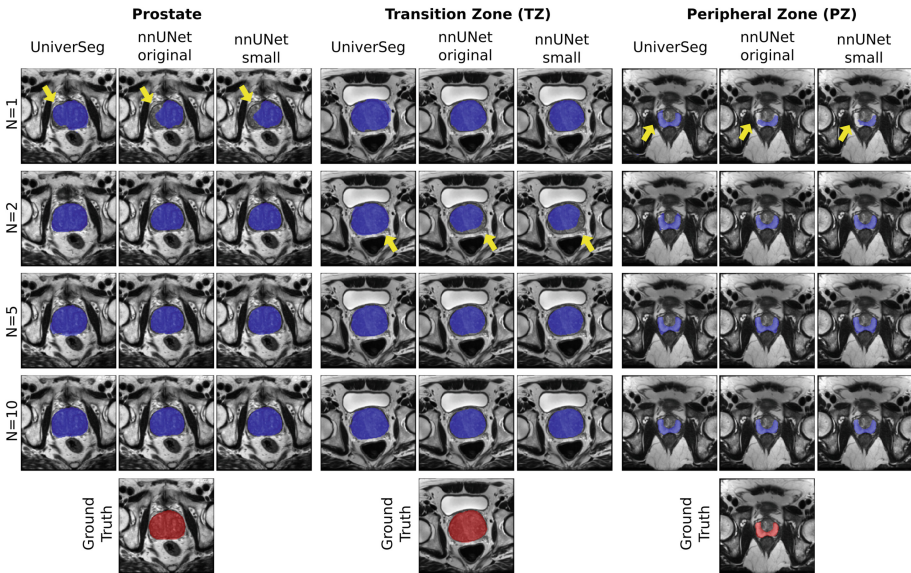 Prostate
Transition Zone (TZ)
Peripheral Zone (PZ)
UniverSeg
nnUNet
original
nnUNet
small
UniverSeg
nnUNet
original
nnUNet
small
UniverSeg
nnUNet
original
nnUNet
small
N=1
N=2
N=5
N=10
Ground
Truth
Ground
Truth
Ground
Truth